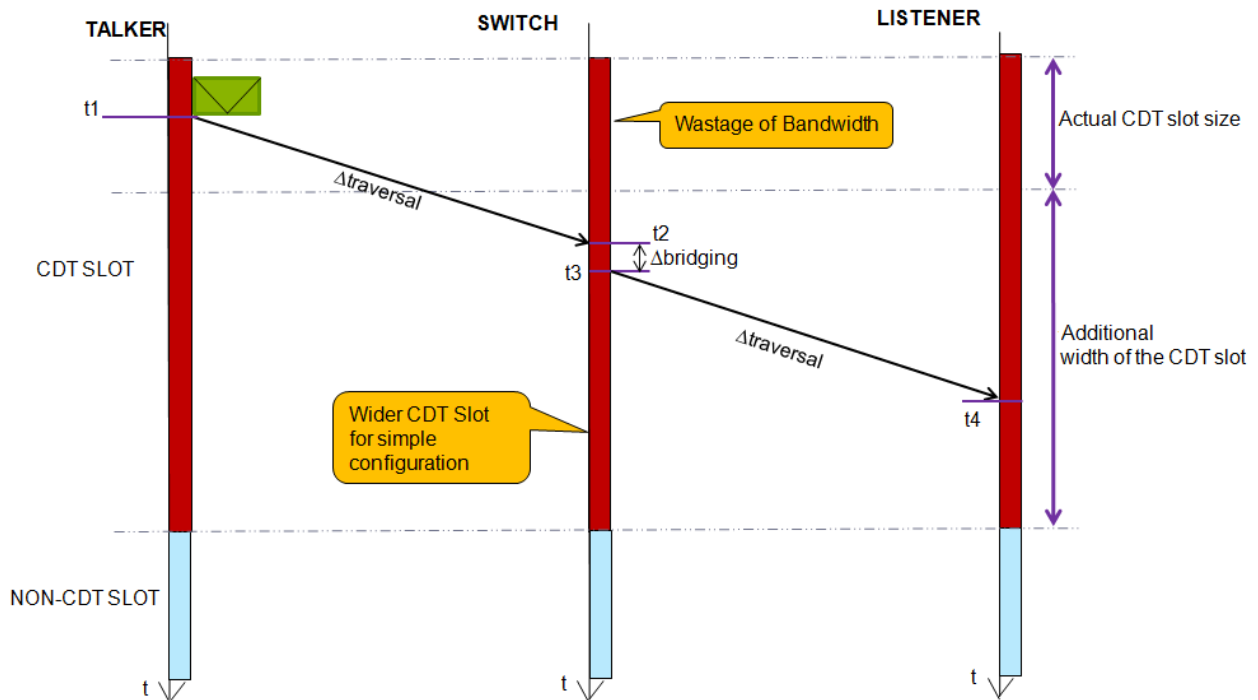 TALKER
SWITCH
LISTENER
t1
Wastage of Bandwidth
Actual CDT slot size
Δtraversal
t2
Δbridging
t3
CDT SLOT
Δtraversal
Additional
width of the CDT slot
Wider CDT Slot
for simple
configuration
t4
NON-CDT SLOT
t
t
t